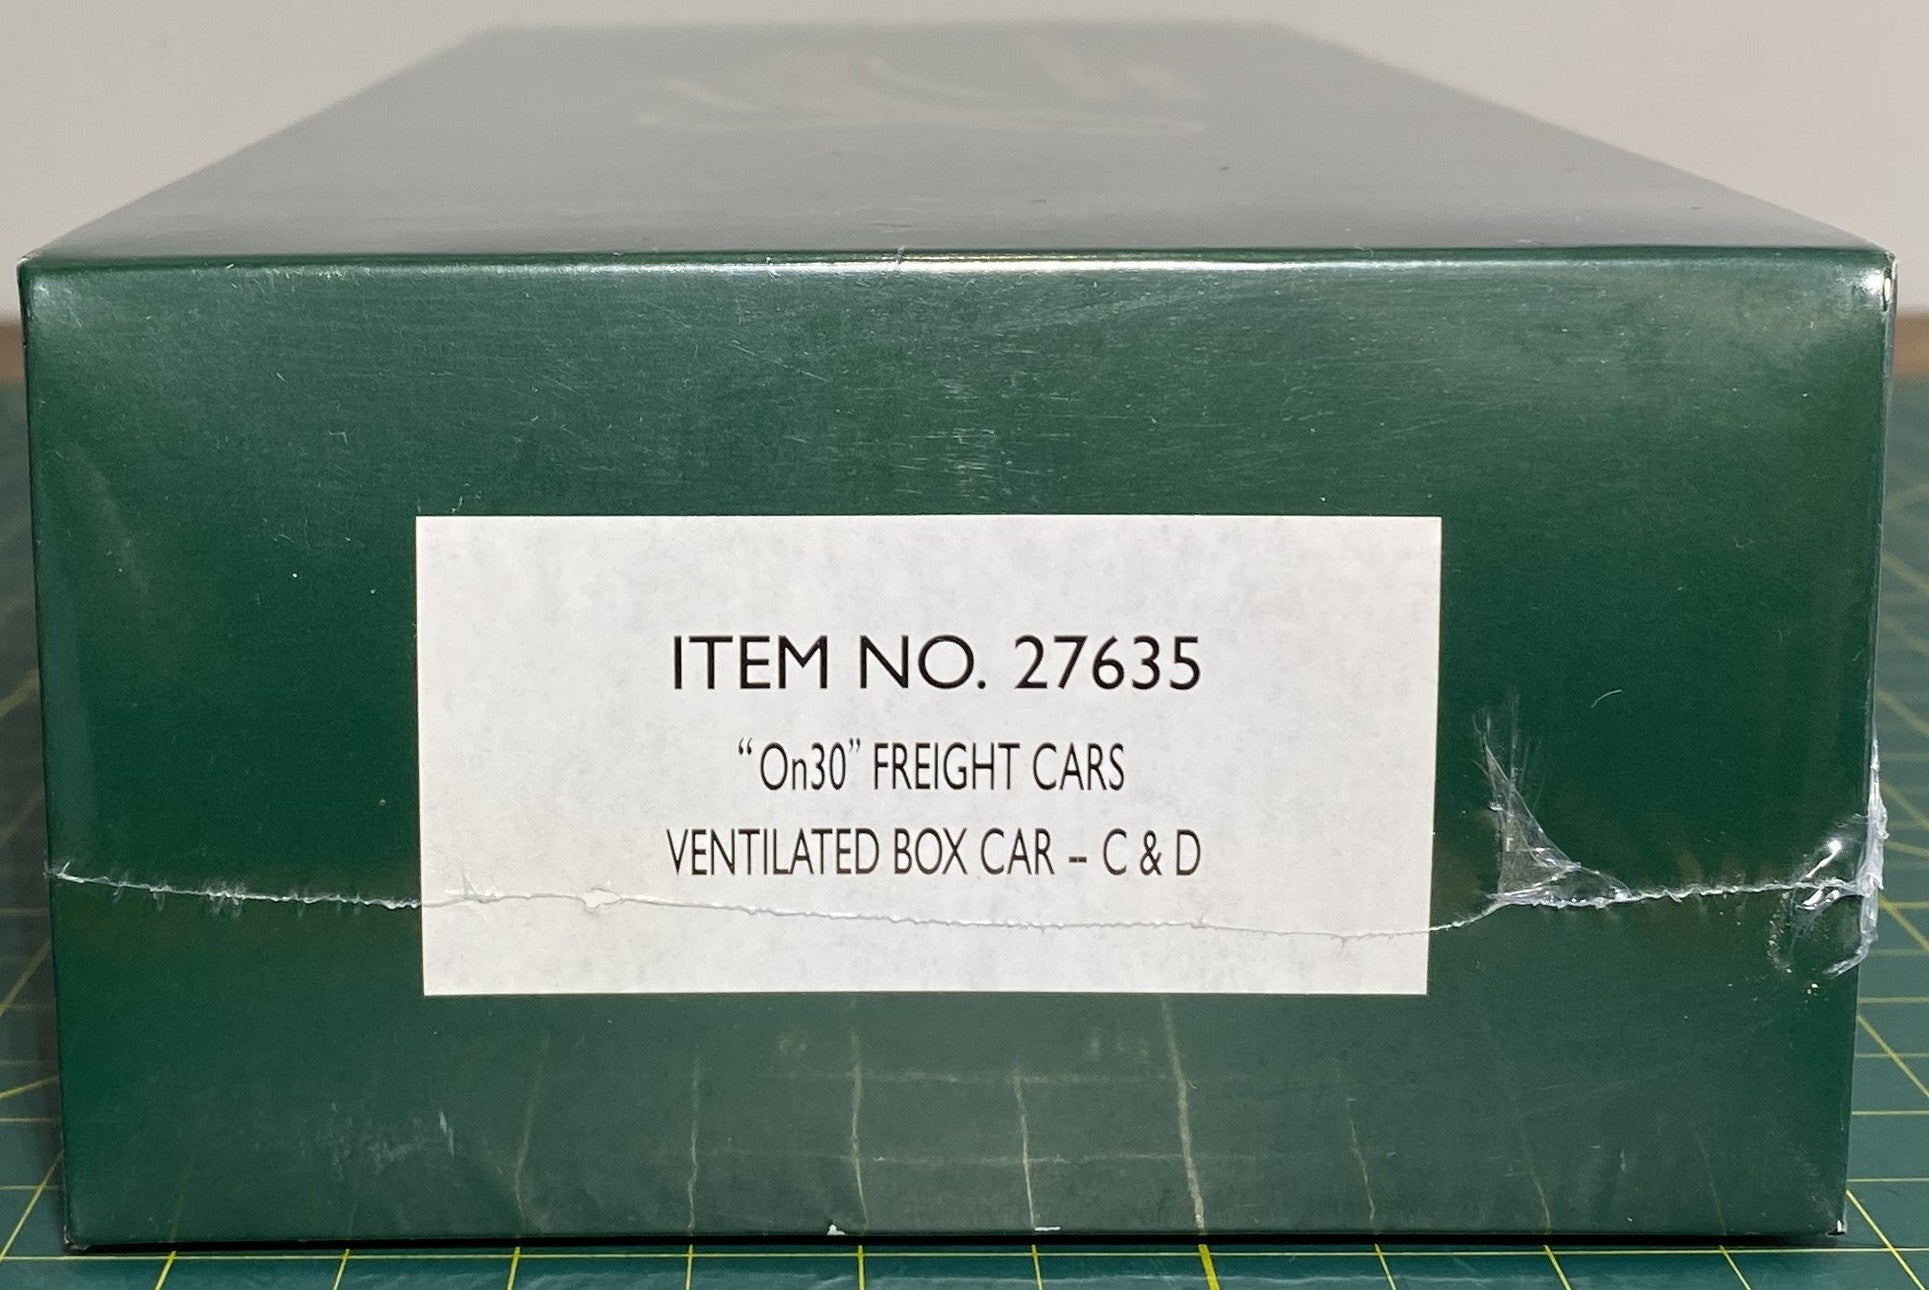 ITEM NO. 27635
“On30” FREIGHT CARS
VENTILATED BOX CAR -- C & D